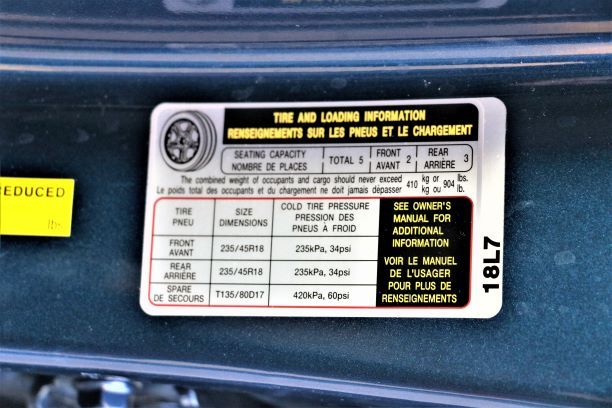 TIRE AND LOADING INFORMATION
RENSEIGNEMENTS SUR LES PNEUS ET LE CHARGEMENT
SEATING CAPACITY
NOMBRE DE PLACES
TOTAL 5
FRONT
AVANT
2
REAR
ARRIÈRE
3
The combined weight of occupants and cargo should never exceed
Le poids total des occupants et du chargement ne doit jamais dépasser
410
kg or
kg ou
904
lbs.
lb.
TIRE
PNEU
SIZE
DIMENSIONS
COLD TIRE PRESSURE
PRESSION DES
PNEUS À FROID
FRONT
AVANT
235/45R18
235kPa, 34psi
REAR
ARRIÈRE
235/45R18
235kPa, 34psi
SPARE
DE SECOURS
T135/80D17
420kPa, 60psi
SEE OWNER'S
MANUAL FOR
ADDITIONAL
INFORMATION
VOIR LE MANUEL
DE L'USAGER
POUR PLUS DE
RENSEIGNEMENTS
18L7
EDUCED
lbs